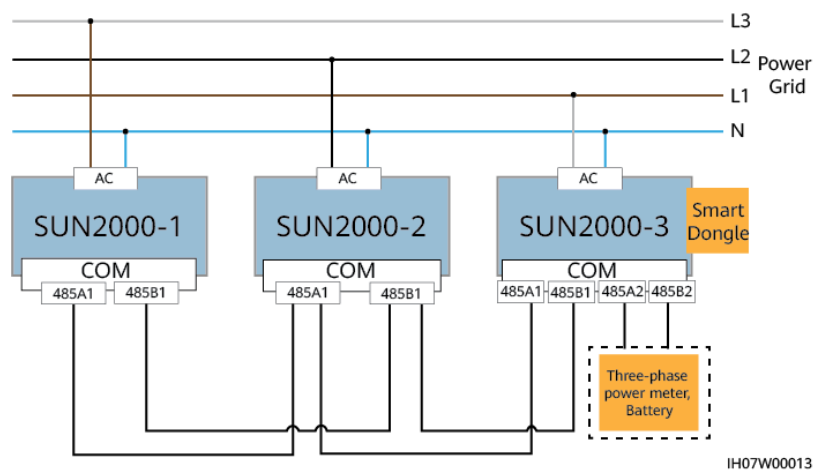 L3
L2
Power
Grid
L1
N
AC
AC
AC
SUN2000-1
SUN2000-2
SUN2000-3
Smart
Dongle
COM
COM
COM
485A1
485B1
485A1
485B1
485A1
485B1
485A2
485B2
Three-phase
power meter,
Battery
IH07W00013